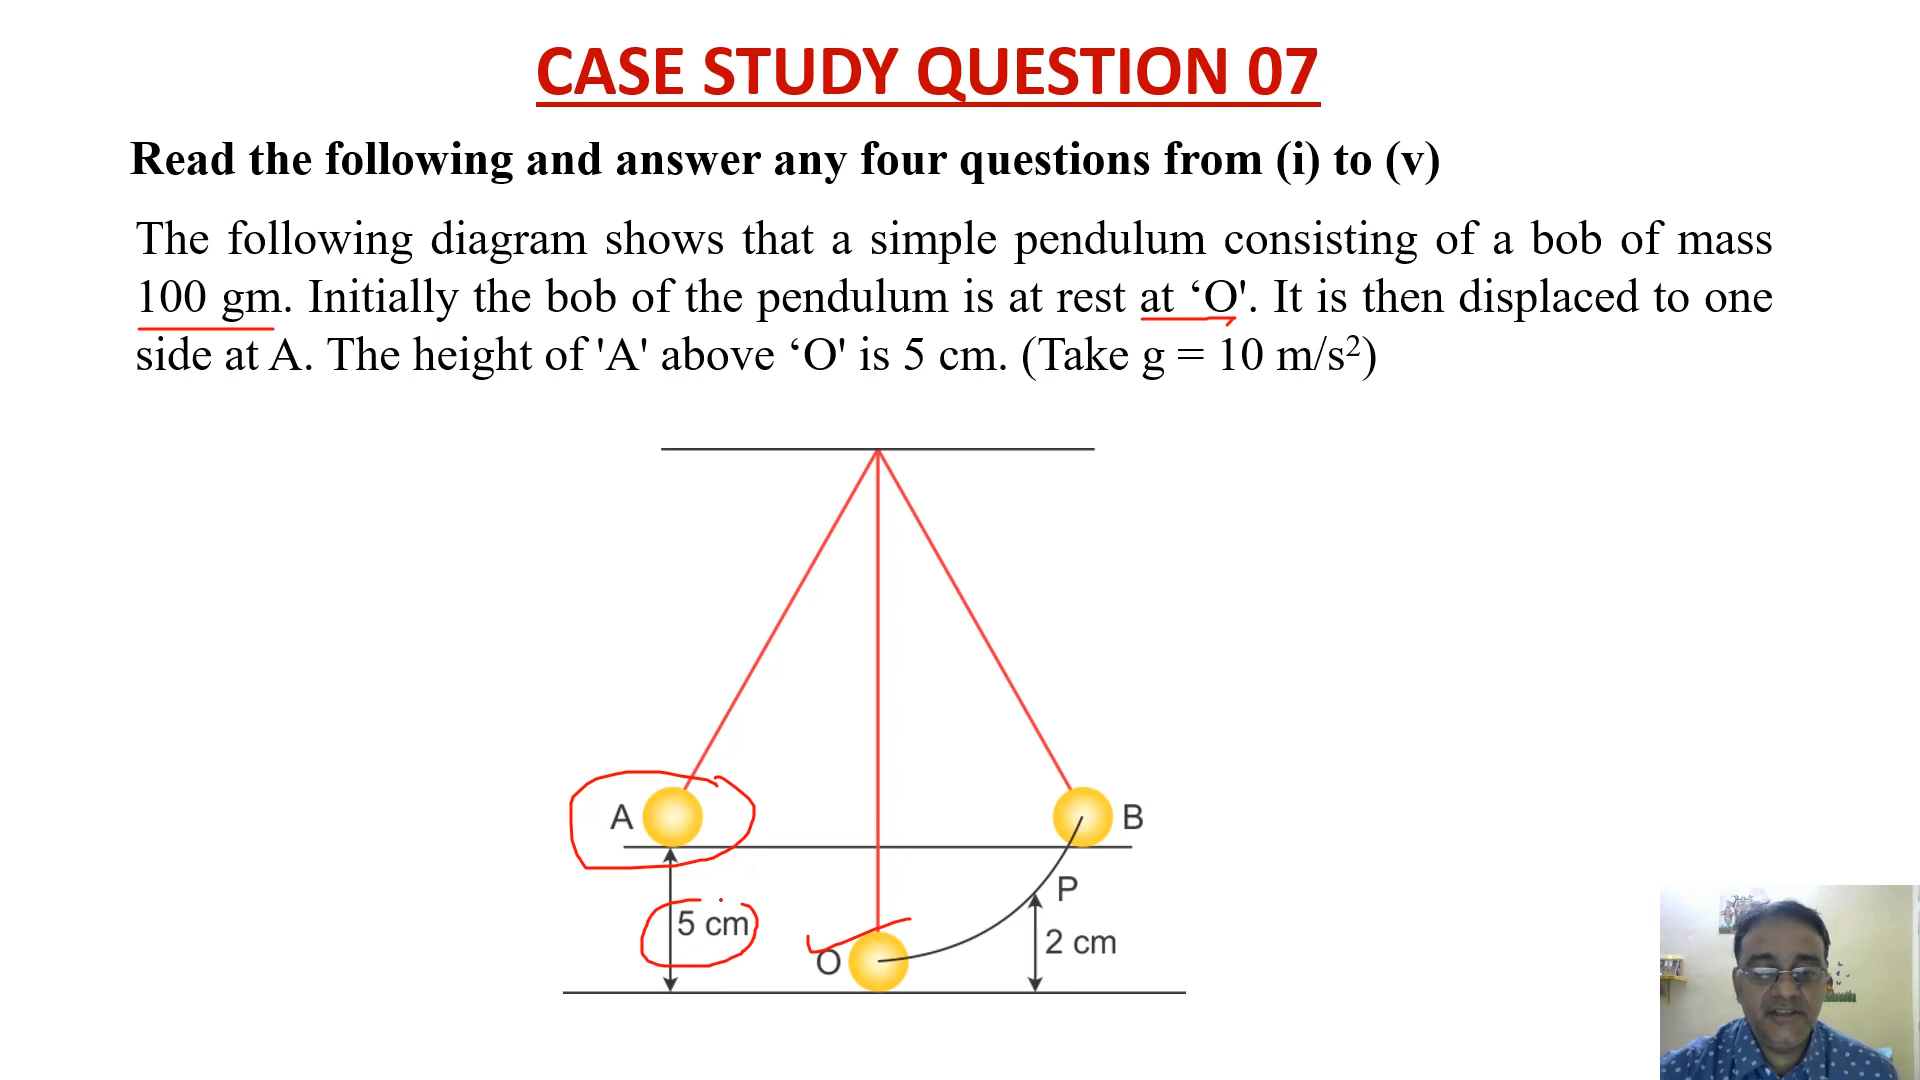 CASE STUDY QUESTION 07
Read the following and answer any four questions from (i) to (v)
The following diagram shows that a simple pendulum consisting of a bob of mass
100 gm. Initially the bob of the pendulum is at rest at ‘O'. It is then displaced to one
side at A. The height of 'A' above ‘O' is 5 cm. (Take g = 10 m/s²)
A
B
P
5 cm
2 cm
O